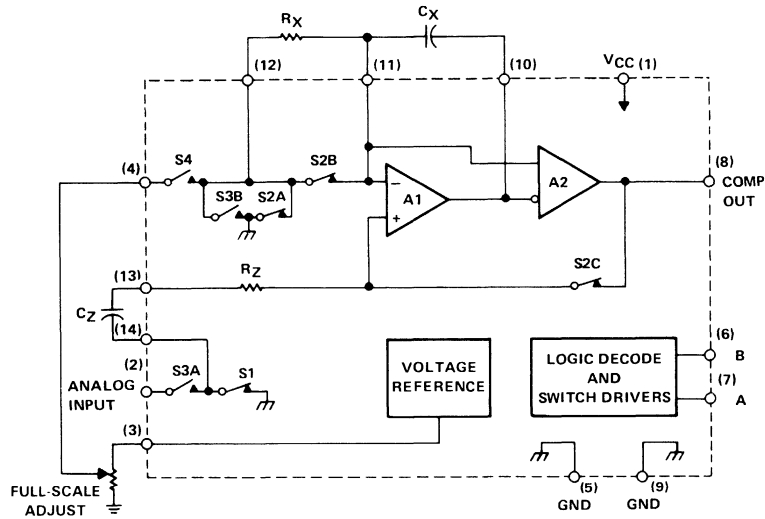 RX
CX
(12)
(11)
(10)
VCC (1)
(4)
S4
S2B
(8)
S3B
S2A
−
A1
+
A2
COMP
OUT
(13)
RZ
S2C
CZ
(14)
(2)
ANALOG
INPUT
S3A
S1
VOLTAGE
REFERENCE
LOGIC DECODE
AND
SWITCH DRIVERS
(6)
B
(7)
A
(3)
FULL-SCALE
ADJUST
(5)
GND
(9)
GND